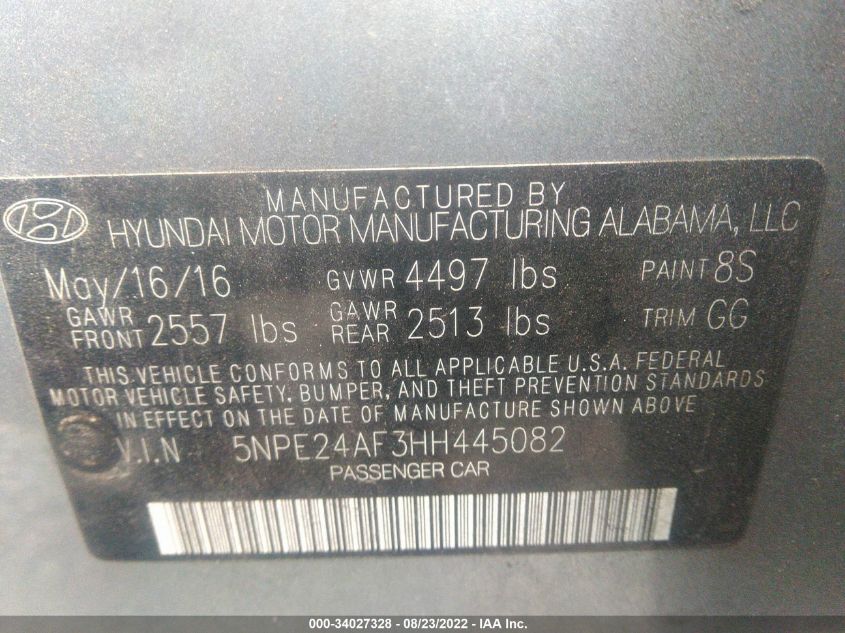 MANUFACTURED BY
HYUNDAI MOTOR MANUFACTURING ALABAMA, LLC
May/16/16 GVWR 4497 lbs PAINT 8S
GAWR FRONT 2557 lbs GAWR REAR 2513 lbs TRIM GG
THIS VEHICLE CONFORMS TO ALL APPLICABLE U.S.A. FEDERAL
MOTOR VEHICLE SAFETY, BUMPER, AND THEFT PREVENTION STANDARDS
IN EFFECT ON THE DATE OF MANUFACTURE SHOWN ABOVE.
V.I.N 5NPE24AF3HH445082
PASSENGER CAR
000-34027328 - 08/23/2022 - IAA Inc.